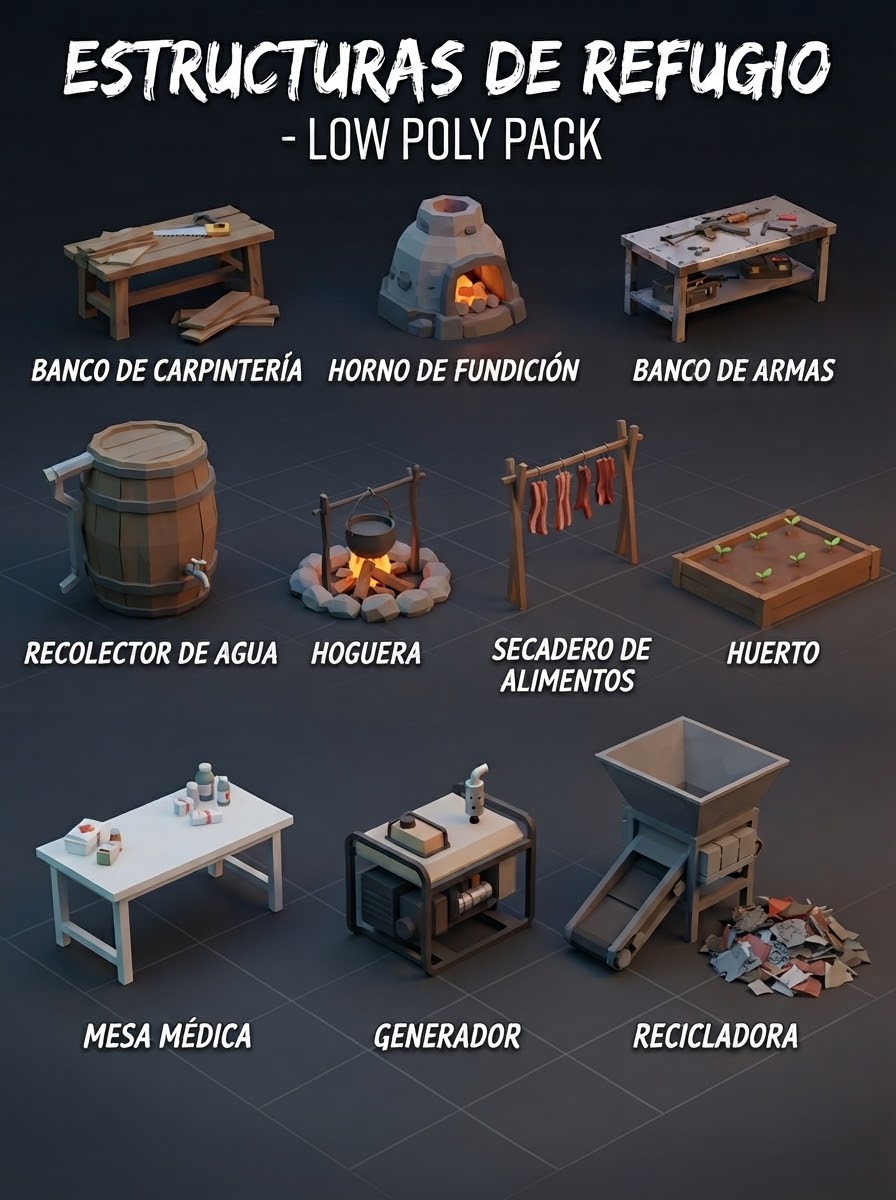 ESTRUCTURAS DE REFUGIO
- LOW POLY PACK
BANCO DE CARPINTERÍA
HORNO DE FUNDICIÓN
BANCO DE ARMAS
RECOLECTOR DE AGUA
HOGUERA
SECADERO DE
ALIMENTOS
HUERTO
MESA MÉDICA
GENERADOR
RECICLADORA